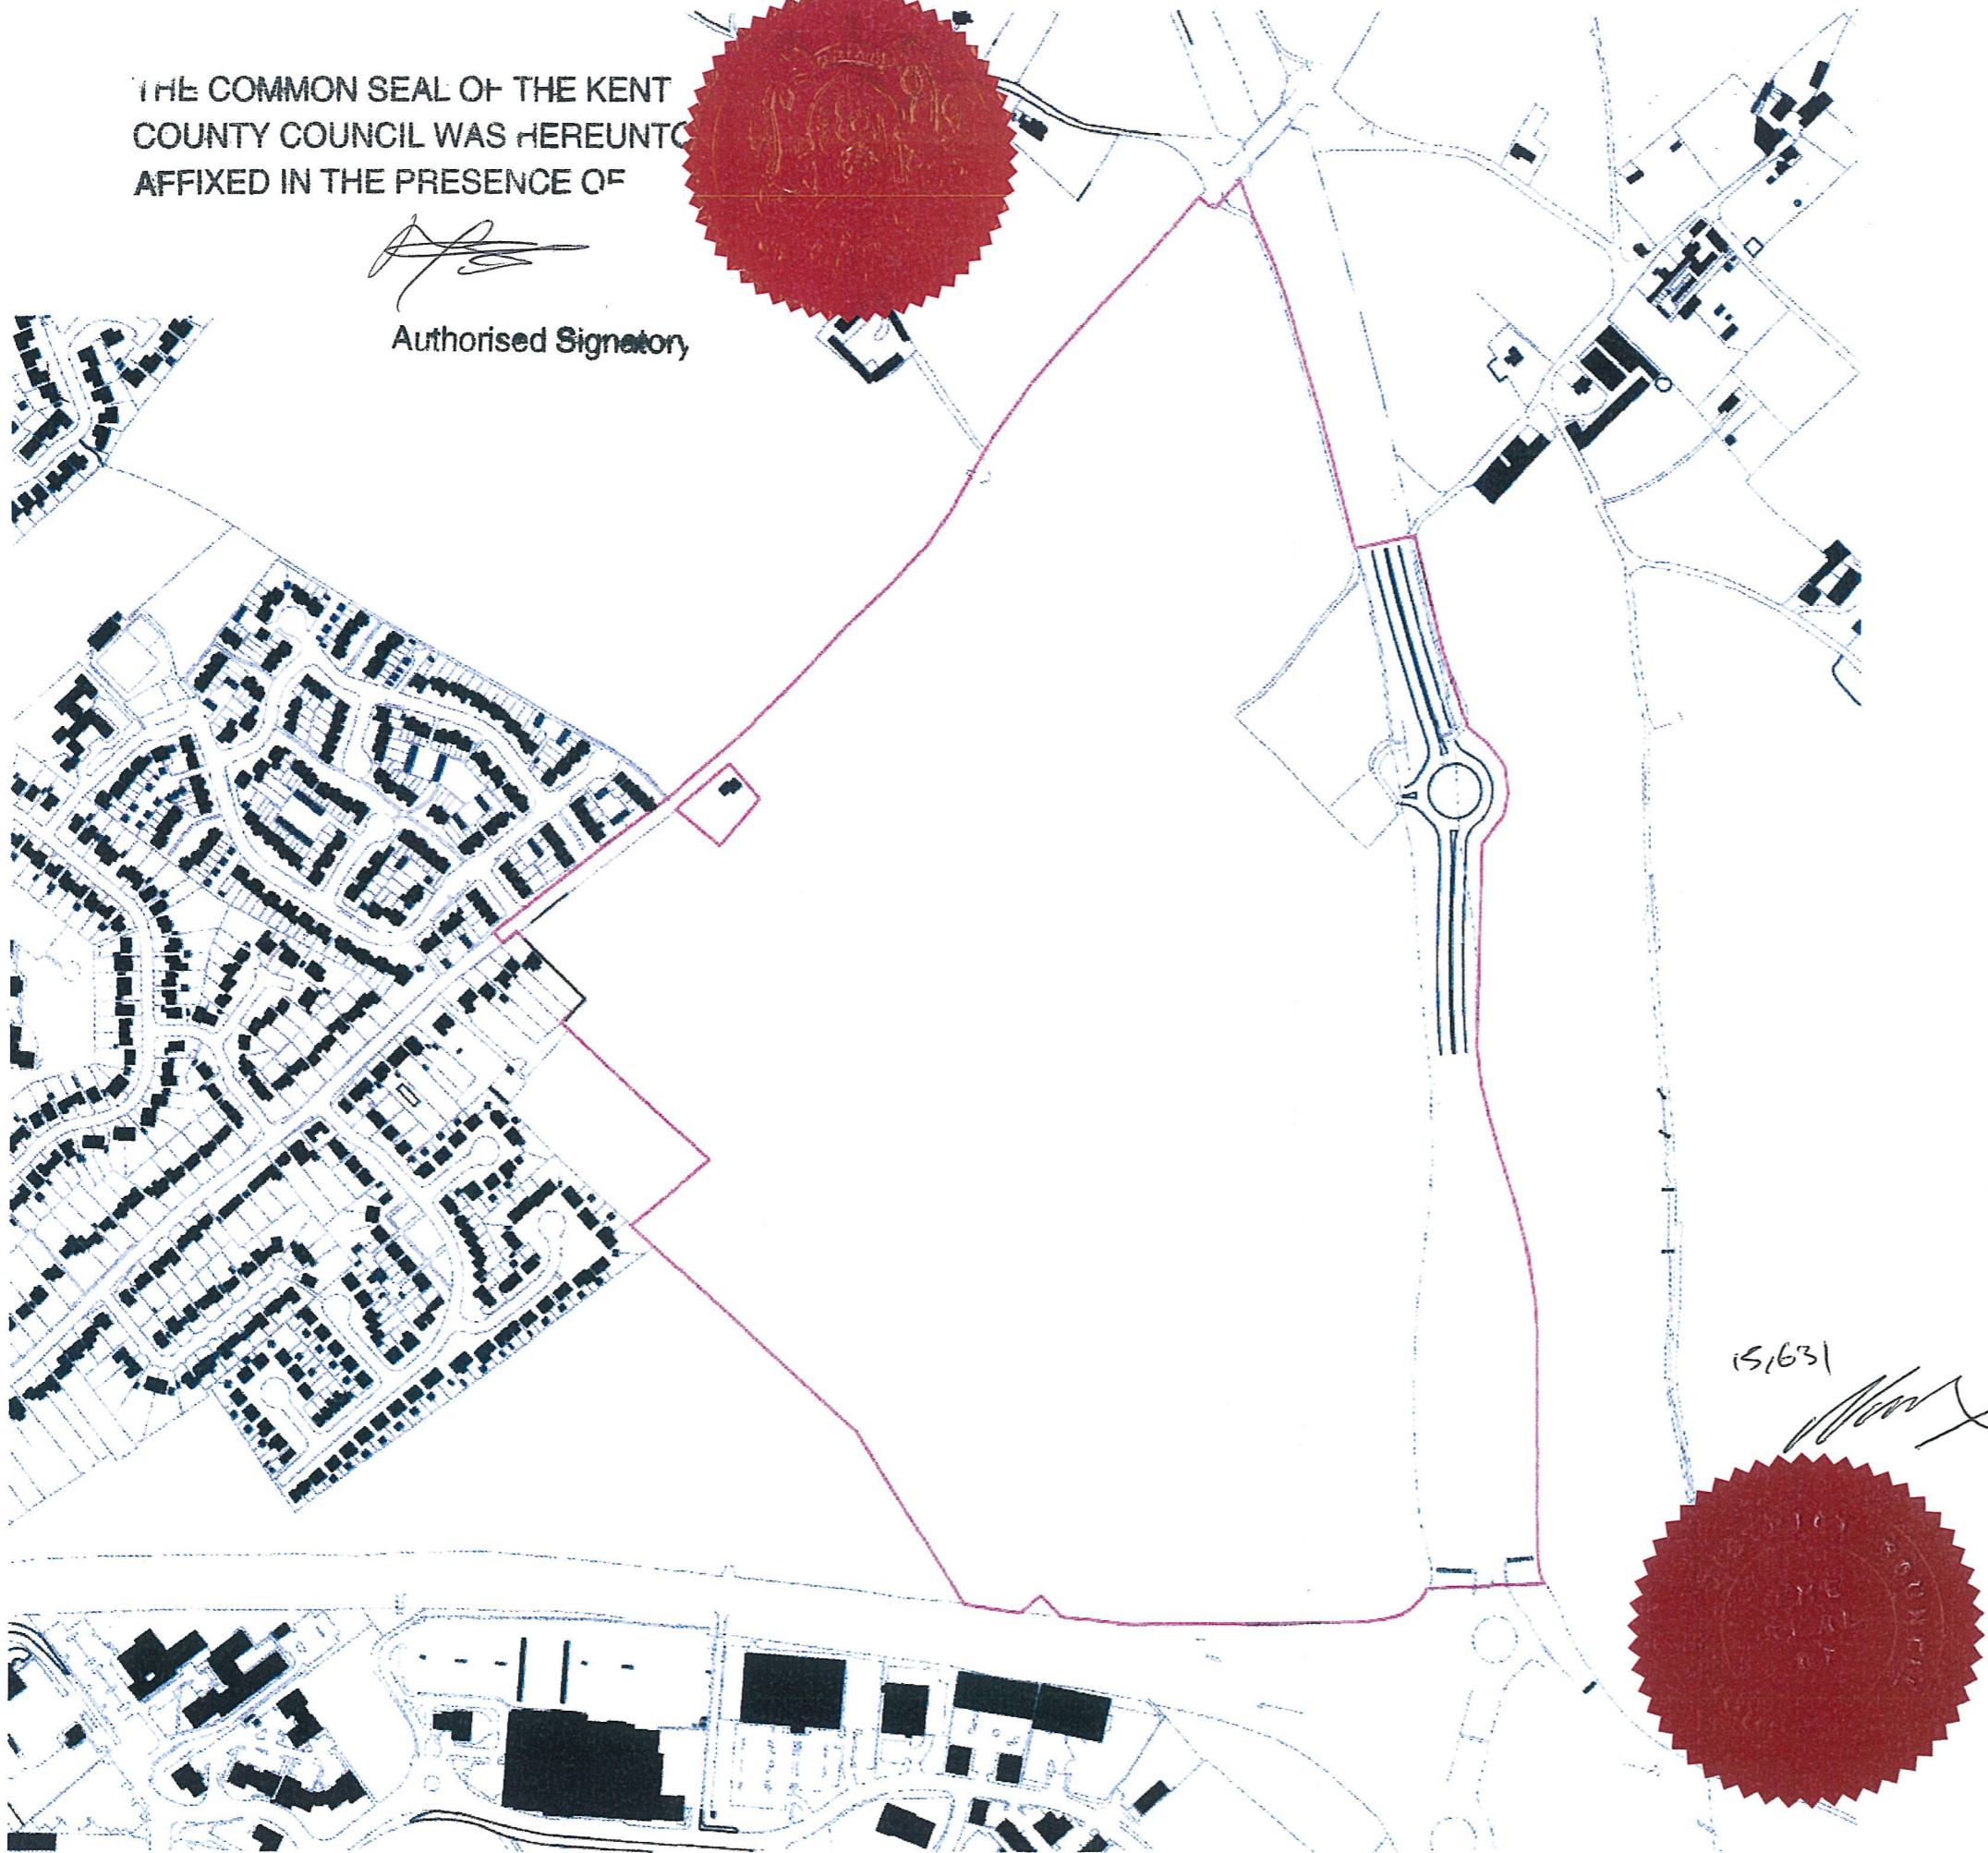 THE COMMON SEAL OF THE KENT
COUNTY COUNCIL WAS HEREUNTO
AFFIXED IN THE PRESENCE OF
Authorised Signatory
15,631